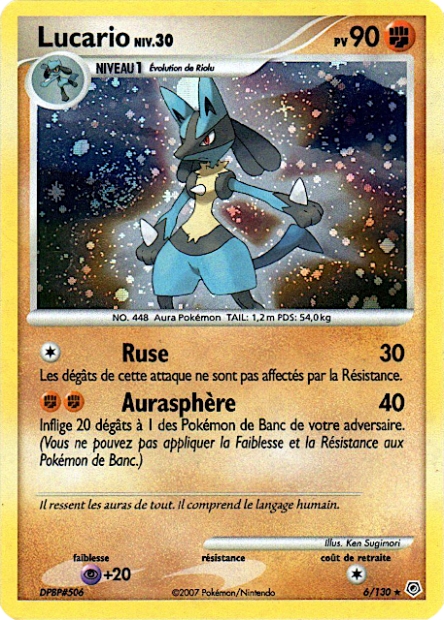 Lucario NIV.30 PV 90
NIVEAU 1 Évolution de Riolu
NO. 448 Aura Pokémon TAIL: 1,2 m PDS: 54,0 kg
Ruse 30
Les dégâts de cette attaque ne sont pas affectés par la Résistance.
Aurasphère 40
Inflige 20 dégâts à 1 des Pokémon de Banc de votre adversaire.
(Vous ne pouvez pas appliquer la Faiblesse et la Résistance aux
Pokémon de Banc.)
Il ressent les auras de tout. Il comprend le langage humain.
Illus. Ken Sugimori
faiblesse résistance coût de retraite
+20
DPBP#506 ©2007 Pokémon/Nintendo 6/130 ★